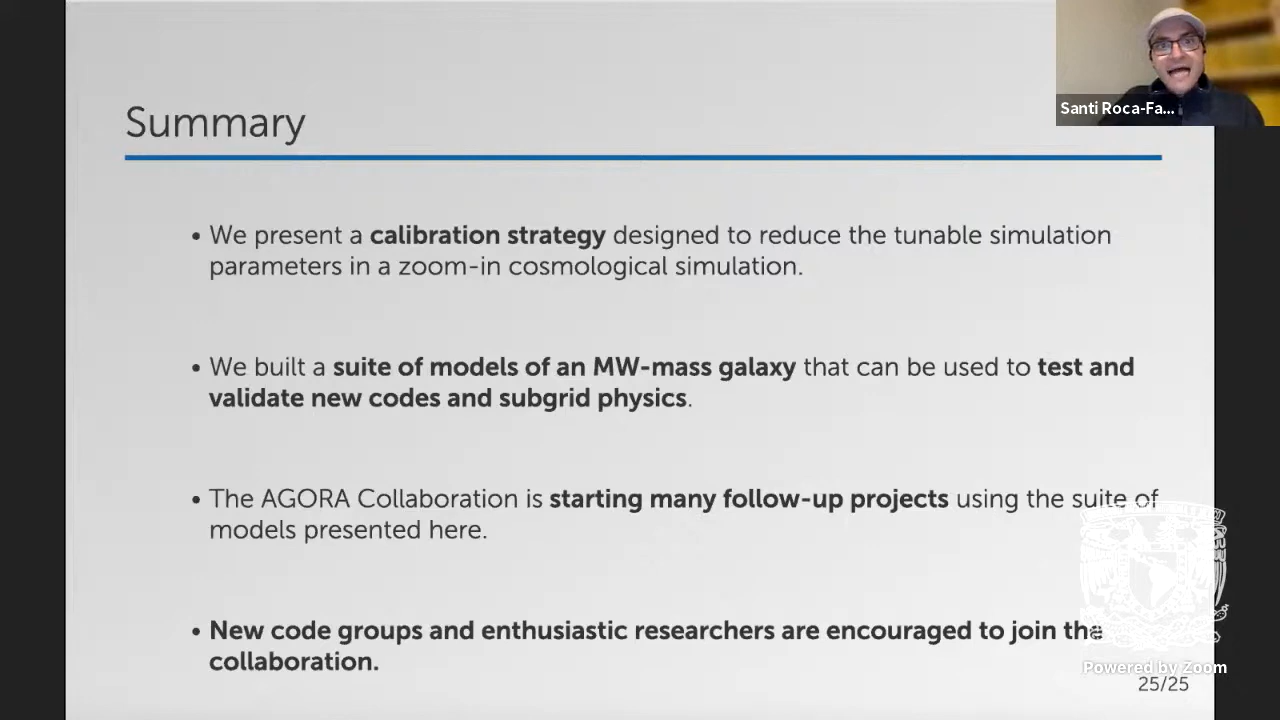 Santi Roca-Fa...
Summary
• We present a calibration strategy designed to reduce the tunable simulation
parameters in a zoom-in cosmological simulation.
• We built a suite of models of an MW-mass galaxy that can be used to test and
validate new codes and subgrid physics.
• The AGORA Collaboration is starting many follow-up projects using the suite of
models presented here.
• New code groups and enthusiastic researchers are encouraged to join the
collaboration.
Powered by Zoom
25/25